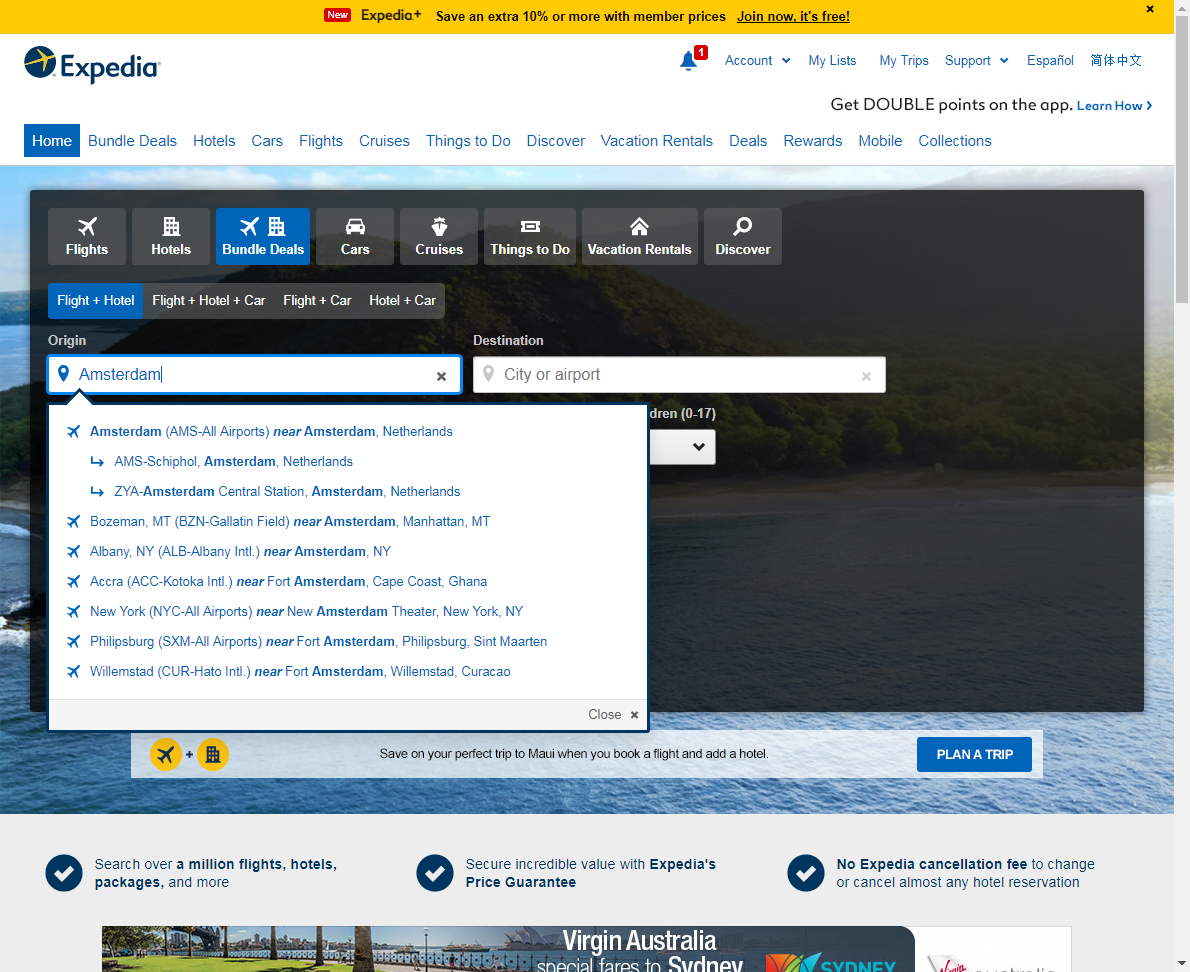 New Expedia+ Save an extra 10% or more with member prices Join now, it's free!
Expedia
1 Account My Lists My Trips Support Español 简体中文
Get DOUBLE points on the app. Learn How
Home Bundle Deals Hotels Cars Flights Cruises Things to Do Discover Vacation Rentals Deals Rewards Mobile Collections
Flights Hotels Bundle Deals Cars Cruises Things to Do Vacation Rentals Discover
Flight + Hotel Flight + Hotel + Car Flight + Car Hotel + Car
Origin Destination
Amsterdam City or airport
dren (0-17)
Amsterdam (AMS-All Airports) near Amsterdam, Netherlands
AMS-Schiphol, Amsterdam, Netherlands
ZYA-Amsterdam Central Station, Amsterdam, Netherlands
Bozeman, MT (BZN-Gallatin Field) near Amsterdam, Manhattan, MT
Albany, NY (ALB-Albany Intl.) near Amsterdam, NY
Accra (ACC-Kotoka Intl.) near Fort Amsterdam, Cape Coast, Ghana
New York (NYC-All Airports) near New Amsterdam Theater, New York, NY
Philipsburg (SXM-All Airports) near Fort Amsterdam, Philipsburg, Sint Maarten
Willemstad (CUR-Hato Intl.) near Fort Amsterdam, Willemstad, Curacao
Close
+ Save on your perfect trip to Maui when you book a flight and add a hotel. PLAN A TRIP
Search over a million flights, hotels,
packages, and more
Secure incredible value with Expedia's
Price Guarantee
No Expedia cancellation fee to change
or cancel almost any hotel reservation
Virgin Australia
special fares to Sydney
SYDNEY
Virgin australia